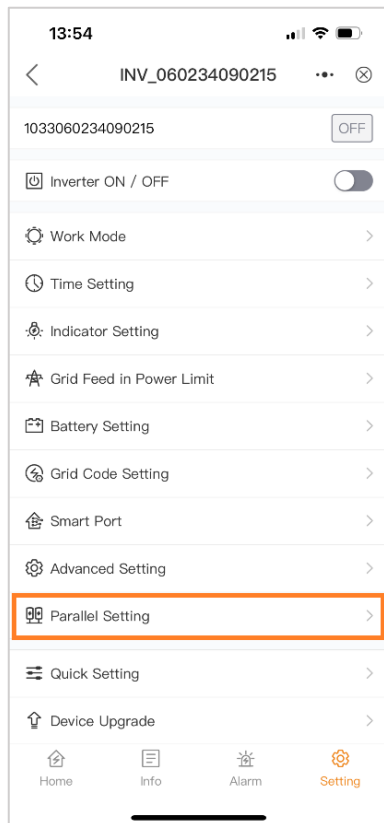 13:54
INV_060234090215
1033060234090215 OFF
Inverter ON / OFF
Work Mode
Time Setting
Indicator Setting
Grid Feed in Power Limit
Battery Setting
Grid Code Setting
Smart Port
Advanced Setting
Parallel Setting
Quick Setting
Device Upgrade
Home Info Alarm Setting